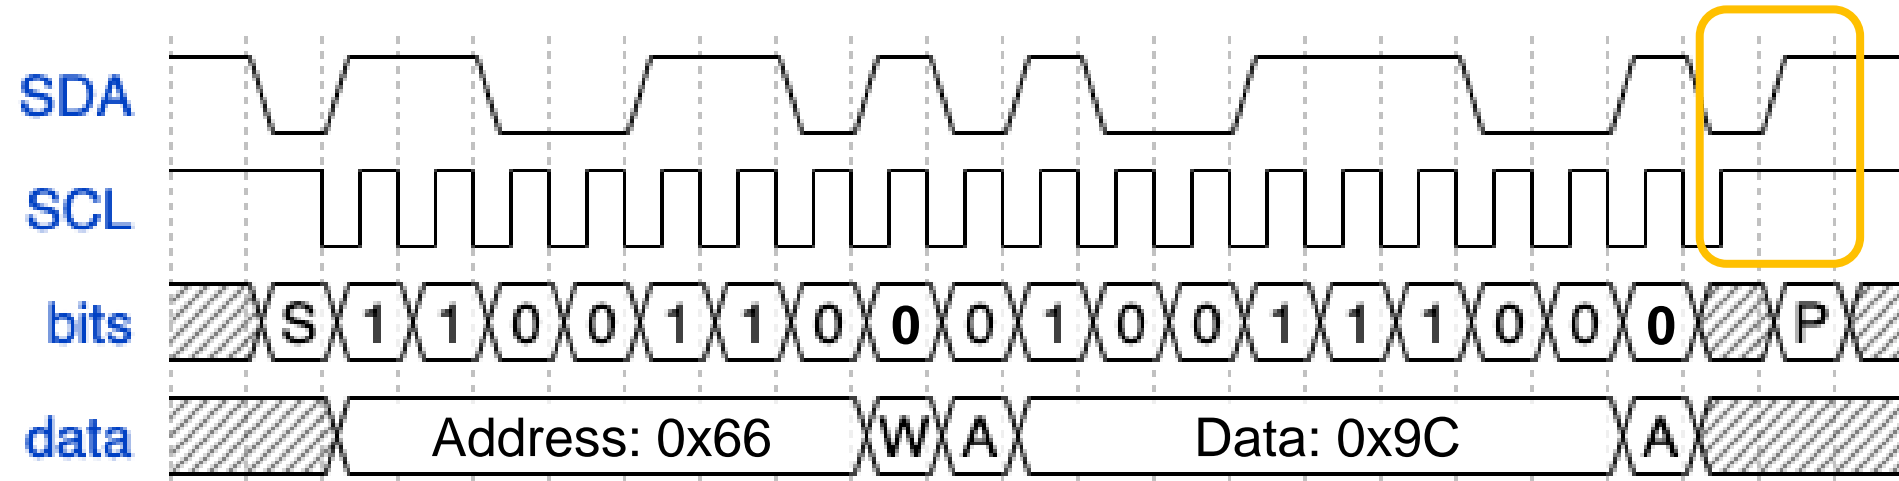 SDA
SCL
bits S 1 1 0 0 1 1 0 0 0 1 0 0 1 1 1 0 0 0 P
data Address: 0x66 W A Data: 0x9C A